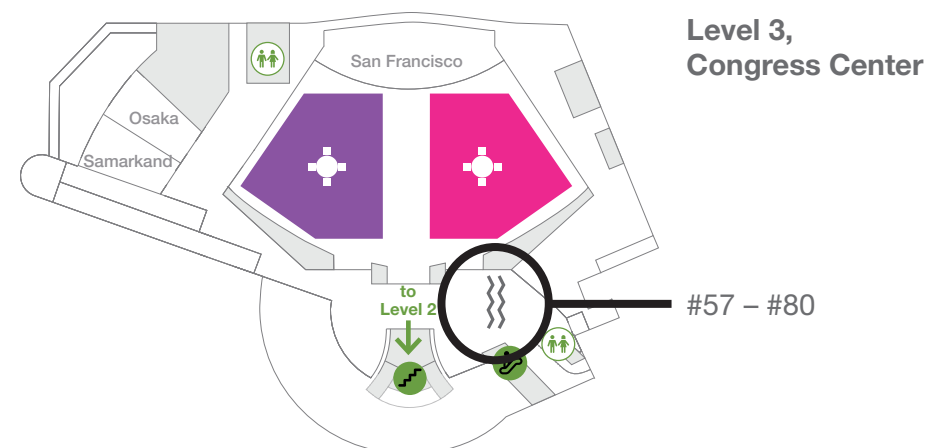 Level 3,
Congress Center
San Francisco
Osaka
Samarkand
to
Level 2
#57 – #80